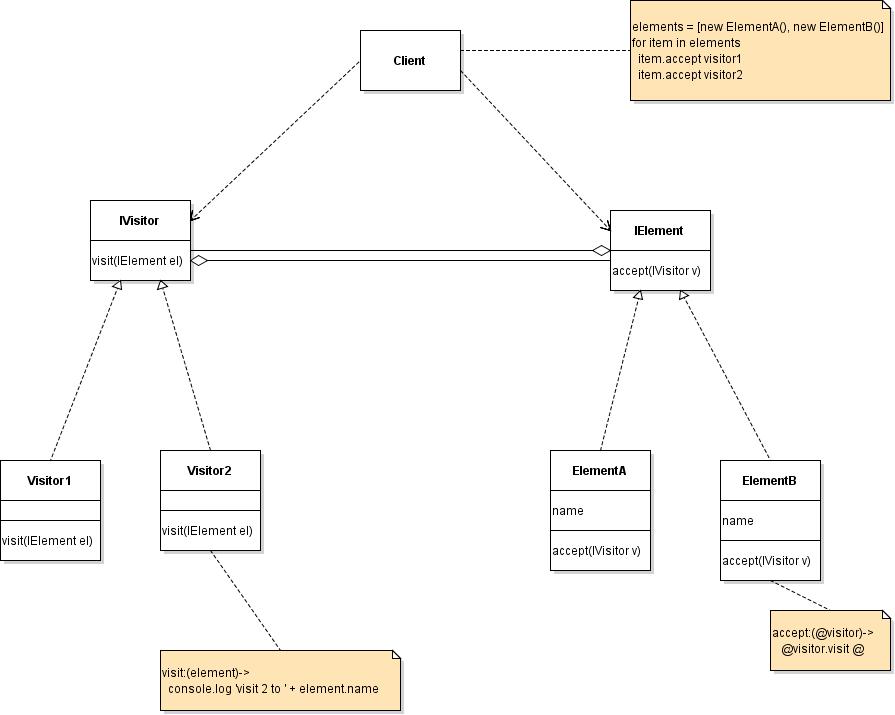 elements = [new ElementA(), new ElementB()]
for item in elements
item.accept visitor1
item.accept visitor2
Client
IVisitor
visit(IElement el)
IElement
accept(IVisitor v)
Visitor1
visit(IElement el)
Visitor2
visit(IElement el)
ElementA
name
accept(IVisitor v)
ElementB
name
accept(IVisitor v)
accept:(@visitor)->
@visitor.visit @
visit:(element)->
console.log 'visit 2 to ' + element.name